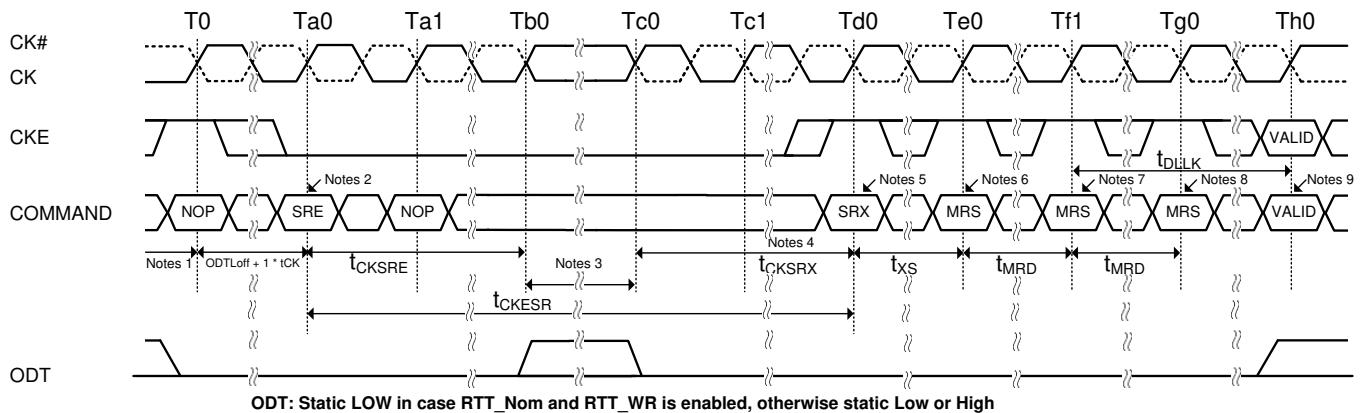 T0 Ta0 Ta1 Tb0 Tc0 Tc1 Td0 Te0 Tf1 Tg0 Th0
CK#
CK
CKE
VALID
tDLLK
Notes 2 Notes 5 Notes 6 Notes 7 Notes 8 Notes 9
COMMAND
NOP SRE NOP SRX MRS MRS MRS VALID
Notes 1 ODTLoff + 1 * tCK tCKSRE Notes 3 Notes 4 tCKSRX tXS tMRD tMRD
tCKESR
ODT
ODT: Static LOW in case RTT_Nom and RTT_WR is enabled, otherwise static Low or High